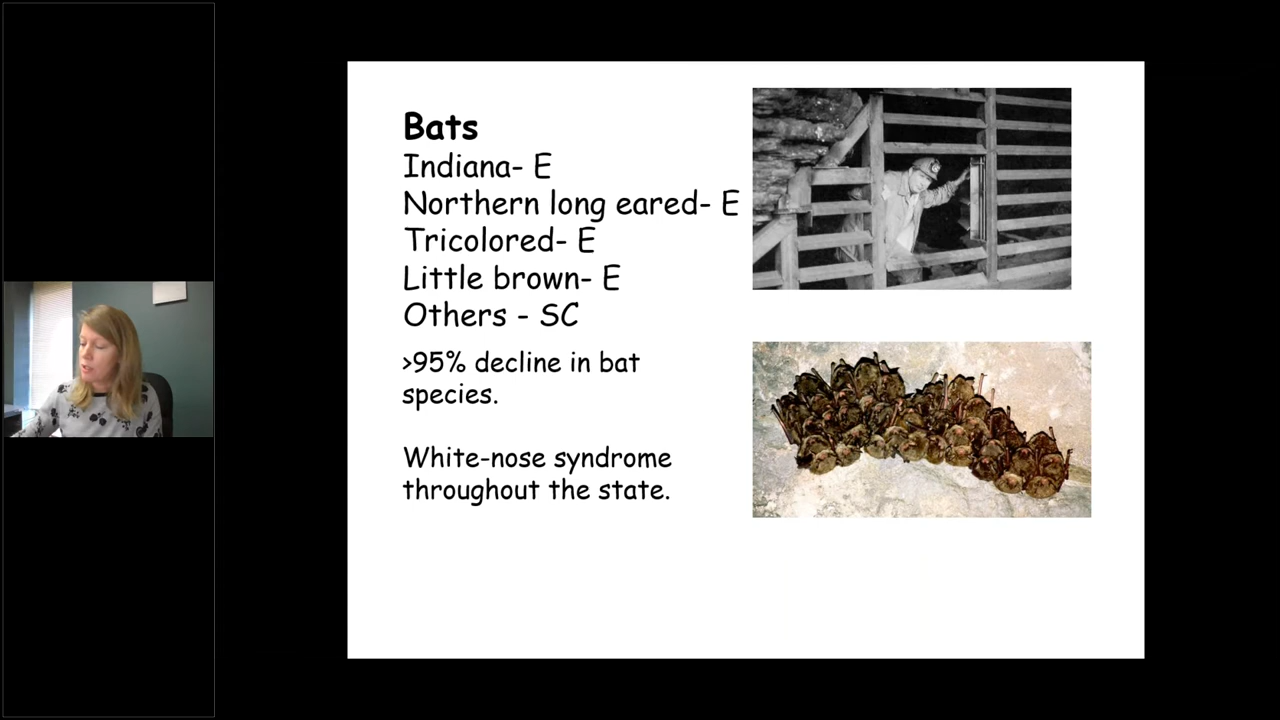 Bats
Indiana- E
Northern long eared- E
Tricolored- E
Little brown- E
Others - SC
>95% decline in bat
species.
White-nose syndrome
throughout the state.